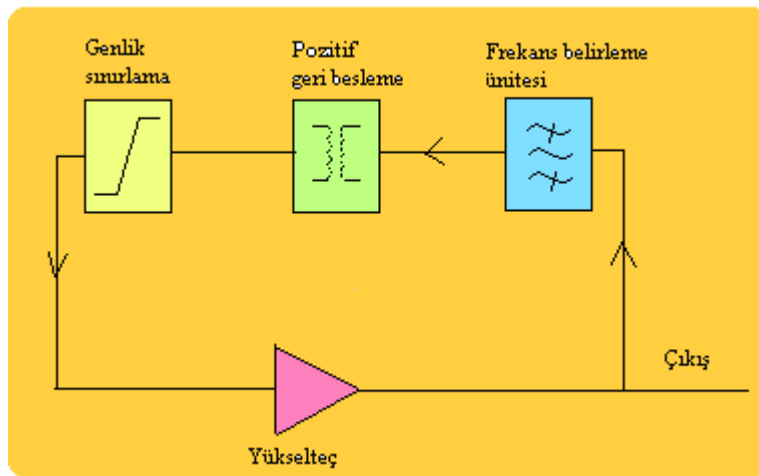 Genlik
sınırlama
Pozitif
geri besleme
Frekans belirleme
ünitesi
Çıkış
Yükselteç